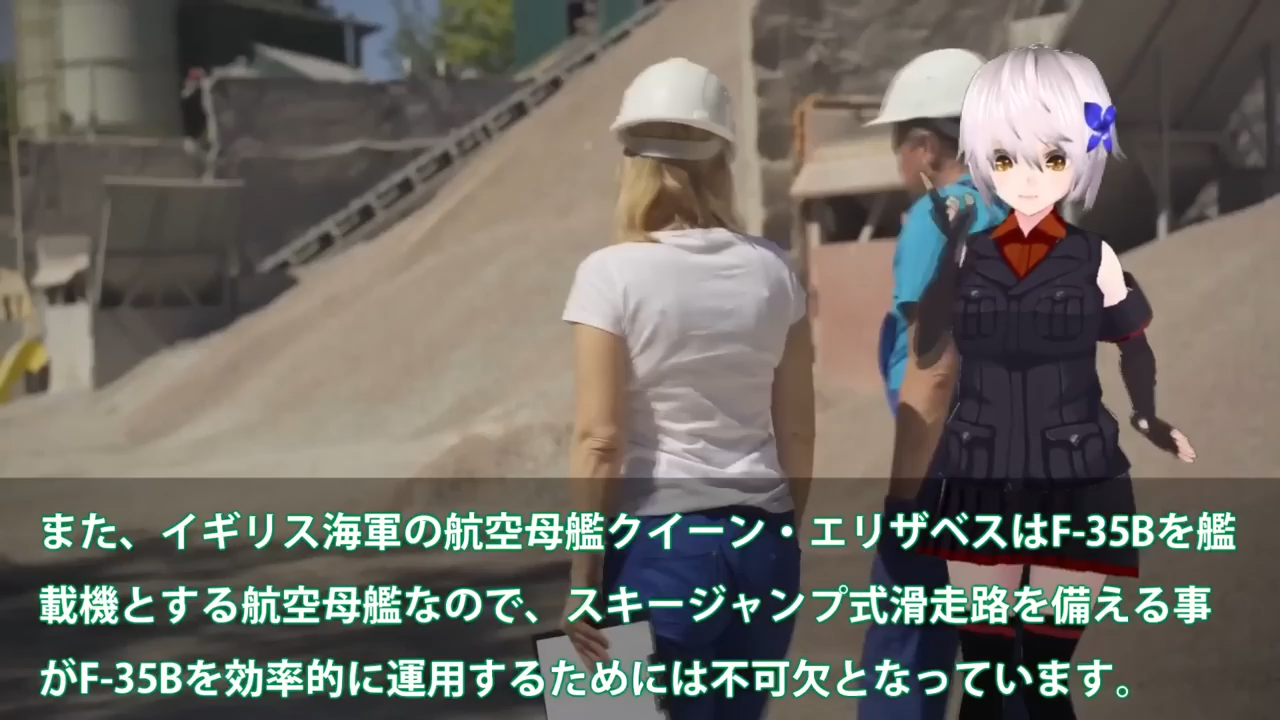 また、イギリス海軍の航空母艦クイーン・エリザベスはF-35Bを艦
載機とする航空母艦なので、スキージャンプ式滑走路を備える事
がF-35Bを効率的に運用するためには不可欠となっています。